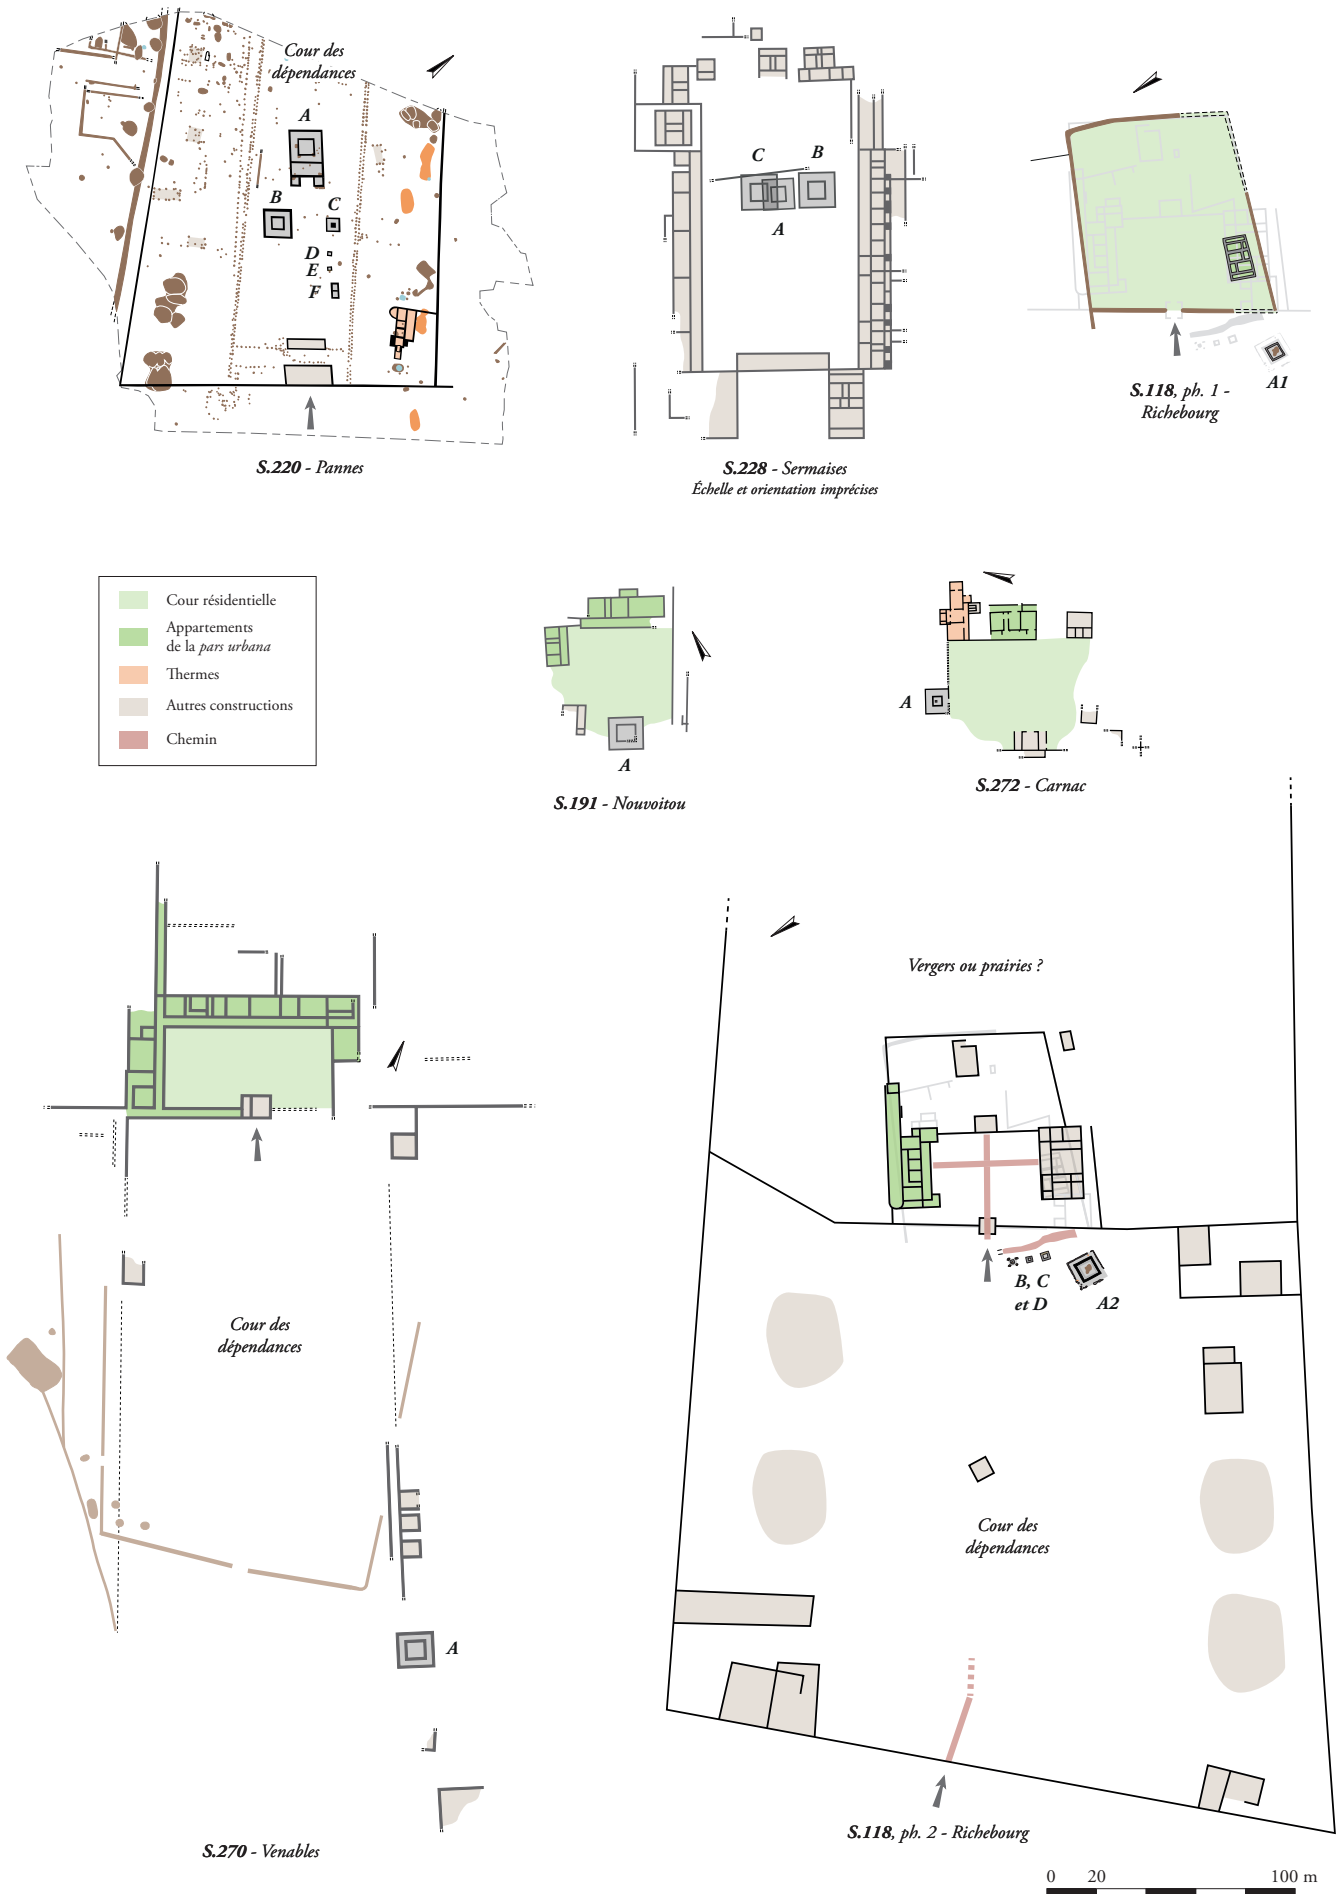 Cour des
dépendances
A
B
C
D
E
F
S.220 - Pannes
C
B
A
S.228 - Sermaises
Échelle et orientation imprécises
A1
S.118, ph. 1 -
Richebourg
Cour résidentielle
Appartements
de la pars urbana
Thermes
Autres constructions
Chemin
A
S.191 - Nouvoitou
A
S.272 - Carnac
Cour des
dépendances
A
S.270 - Venables
Vergers ou prairies ?
B, C
et D
A2
Cour des
dépendances
S.118, ph. 2 - Richebourg
0 20 100 m